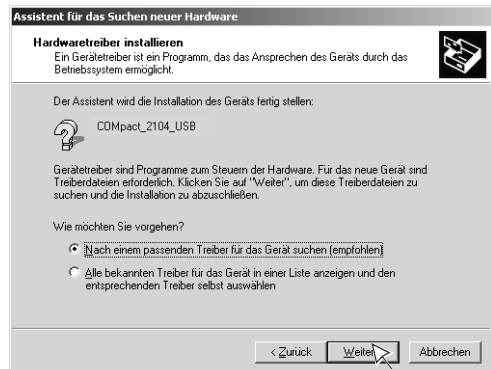 Assistent für das Suchen neuer Hardware
Hardwaretreiber installieren
Ein Gerätetreiber ist ein Programm, das das Ansprechen des Geräts durch das
Betriebssystem ermöglicht.
Der Assistent wird die Installation des Geräts fertig stellen:
COMpact_2104_USB
Gerätetreiber sind Programme zum Steuern der Hardware. Für das neue Gerät sind
Treiberdateien erforderlich. Klicken Sie auf "Weiter", um diese Treiberdateien zu
suchen und die Installation zu abzuschließen.
Wie möchten Sie vorgehen?
Nach einem passenden Treiber für das Gerät suchen (empfohlen)
Alle bekannten Treiber für das Gerät in einer Liste anzeigen und den
entsprechenden Treiber selbst auswählen
< Zurück Weiter Abbrechen